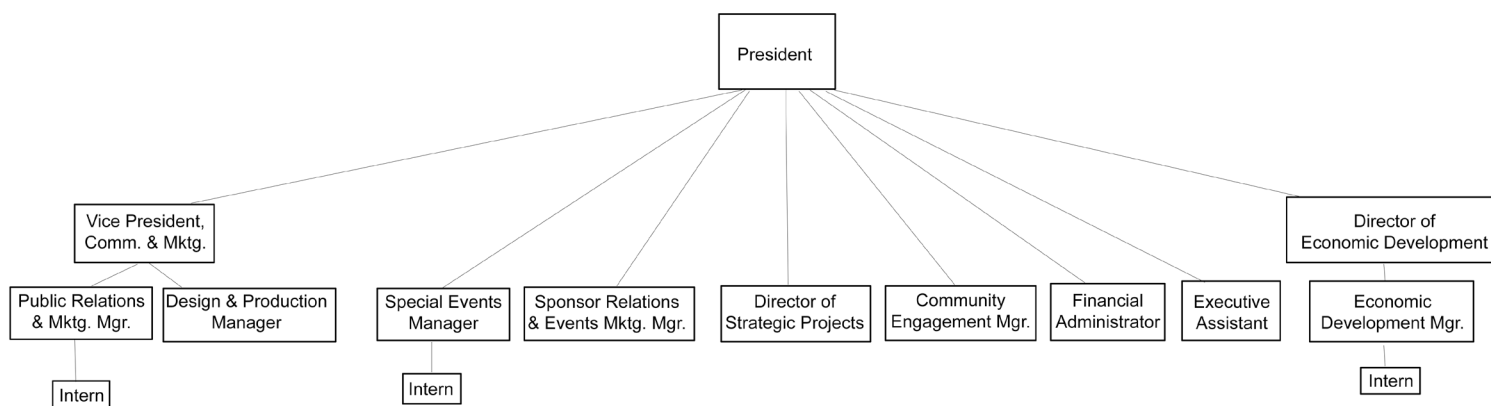 President
Vice President,
Comm. & Mktg.
Director of
Economic Development
Public Relations
& Mktg. Mgr.
Design & Production
Manager
Special Events
Manager
Sponsor Relations
& Events Mktg. Mgr.
Director of
Strategic Projects
Community
Engagement Mgr.
Financial
Administrator
Executive
Assistant
Economic
Development Mgr.
Intern
Intern
Intern